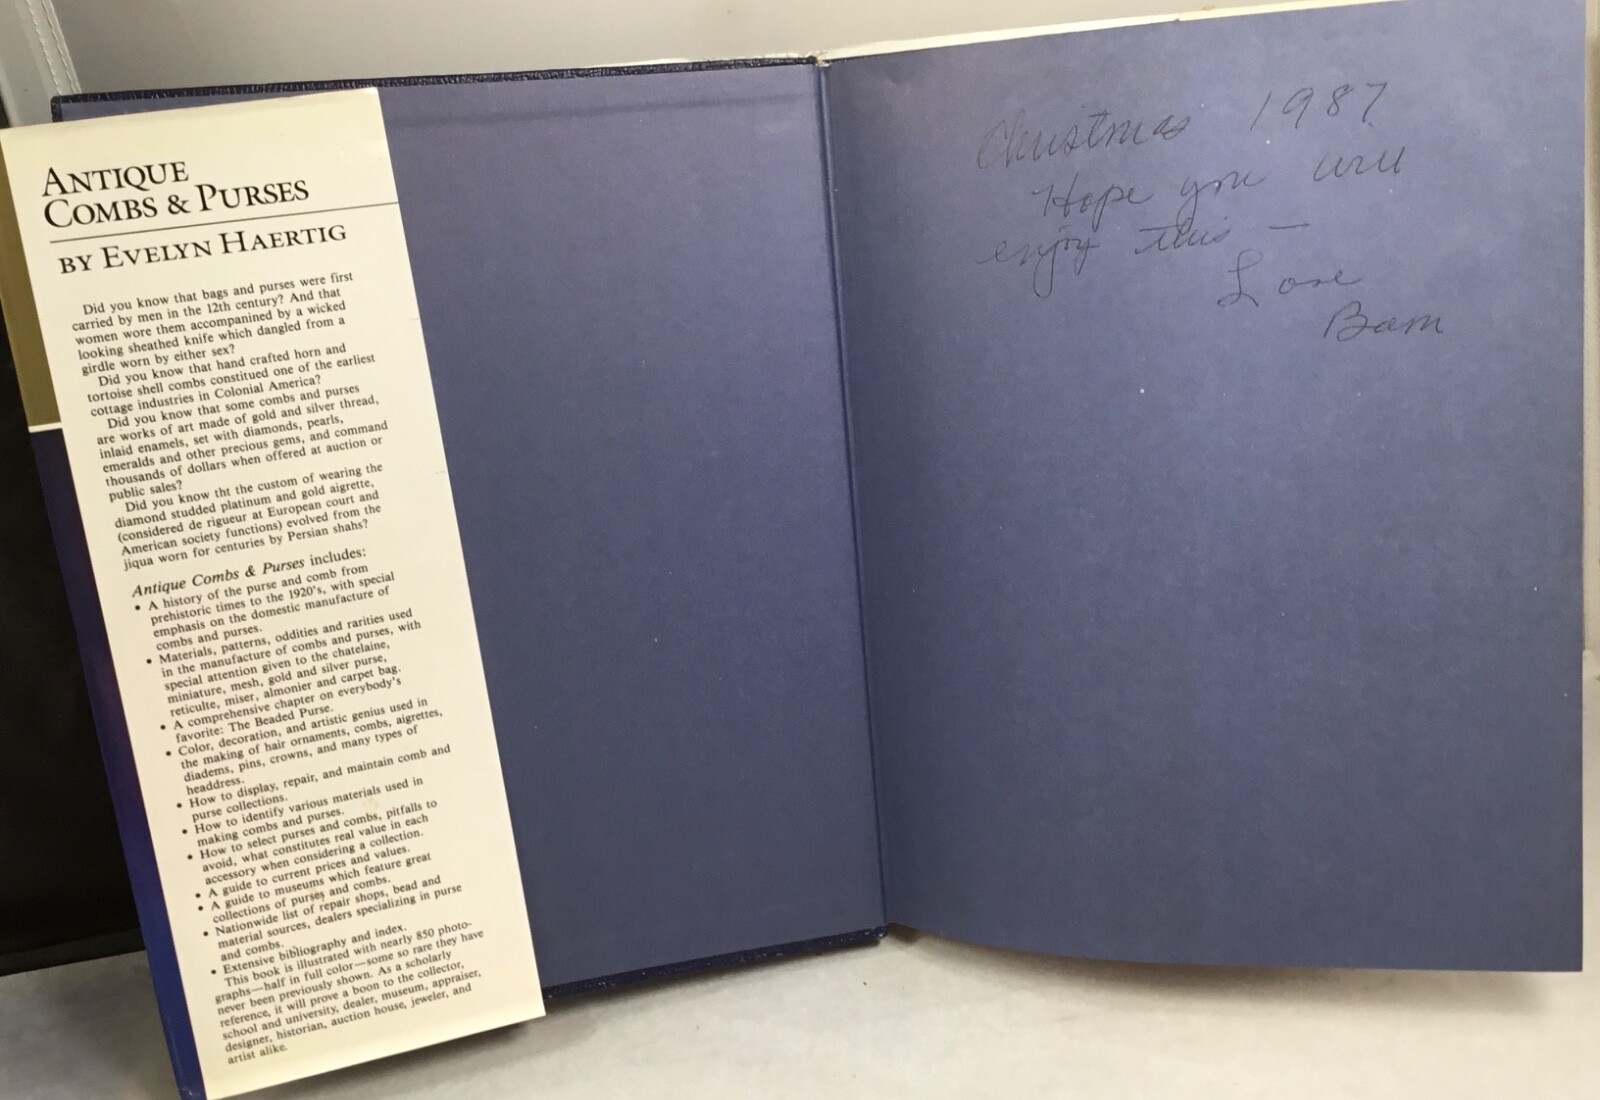 ANTIQUE
COMBS & PURSES
BY EVELYN HAERTIG
Did you know that bags and purses were first
carried by men in the 12th century? And that
women wore them accompanined by a wicked
looking sheathed knife which dangled from a
girdle worn by either sex?
Did you know that hand crafted horn and
tortoise shell combs constitued one of the earliest
cottage industries in Colonial America?
Did you know that some combs and purses
are works of art made of gold and silver thread,
inlaid enamels, set with diamonds, pearls,
emeralds and other precious gems, and command
thousands of dollars when offered at auction or
public sales?
Did you know tht the custom of wearing the
diamond studded platinum and gold aigrette,
(considered de rigueur at European court and
American society functions) evolved from the
jiqua worn for centuries by Persian shahs?
Antique Combs & Purses includes:
• A history of the purse and comb from
prehistoric times to the 1920's, with special
emphasis on the domestic manufacture of
combs and purses.
• Materials, patterns, oddities and rarities used
in the manufacture of combs and purses, with
special attention given to the chatelaine,
miniature, mesh, gold and silver purse,
reticulte, miser, almonier and carpet bag.
• A comprehensive chapter on everybody's
favorite: The Beaded Purse.
• Color, decoration, and artistic genius used in
the making of hair ornaments, combs, aigrettes,
diadems, pins, crowns, and many types of
headdress.
• How to display, repair, and maintain comb and
purse collections.
• How to identify various materials used in
making combs and purses.
• How to select purses and combs, pitfalls to
avoid, what constitutes real value in each
accessory when considering a collection.
• A guide to current prices and values.
• A guide to museums which feature great
collections of purses and combs.
• Nationwide list of repair shops, bead and
material sources, dealers specializing in purse
and combs.
• Extensive bibliography and index.
This book is illustrated with nearly 850 photo-
graphs—half in full color—some so rare they have
never been previously shown. As a scholarly
reference, it will prove a boon to the collector,
school and university, dealer, museum, appraiser,
designer, historian, auction house, jeweler, and
artist alike.
Christmas 1987
Hope you will
enjoy this —
Love
Bam